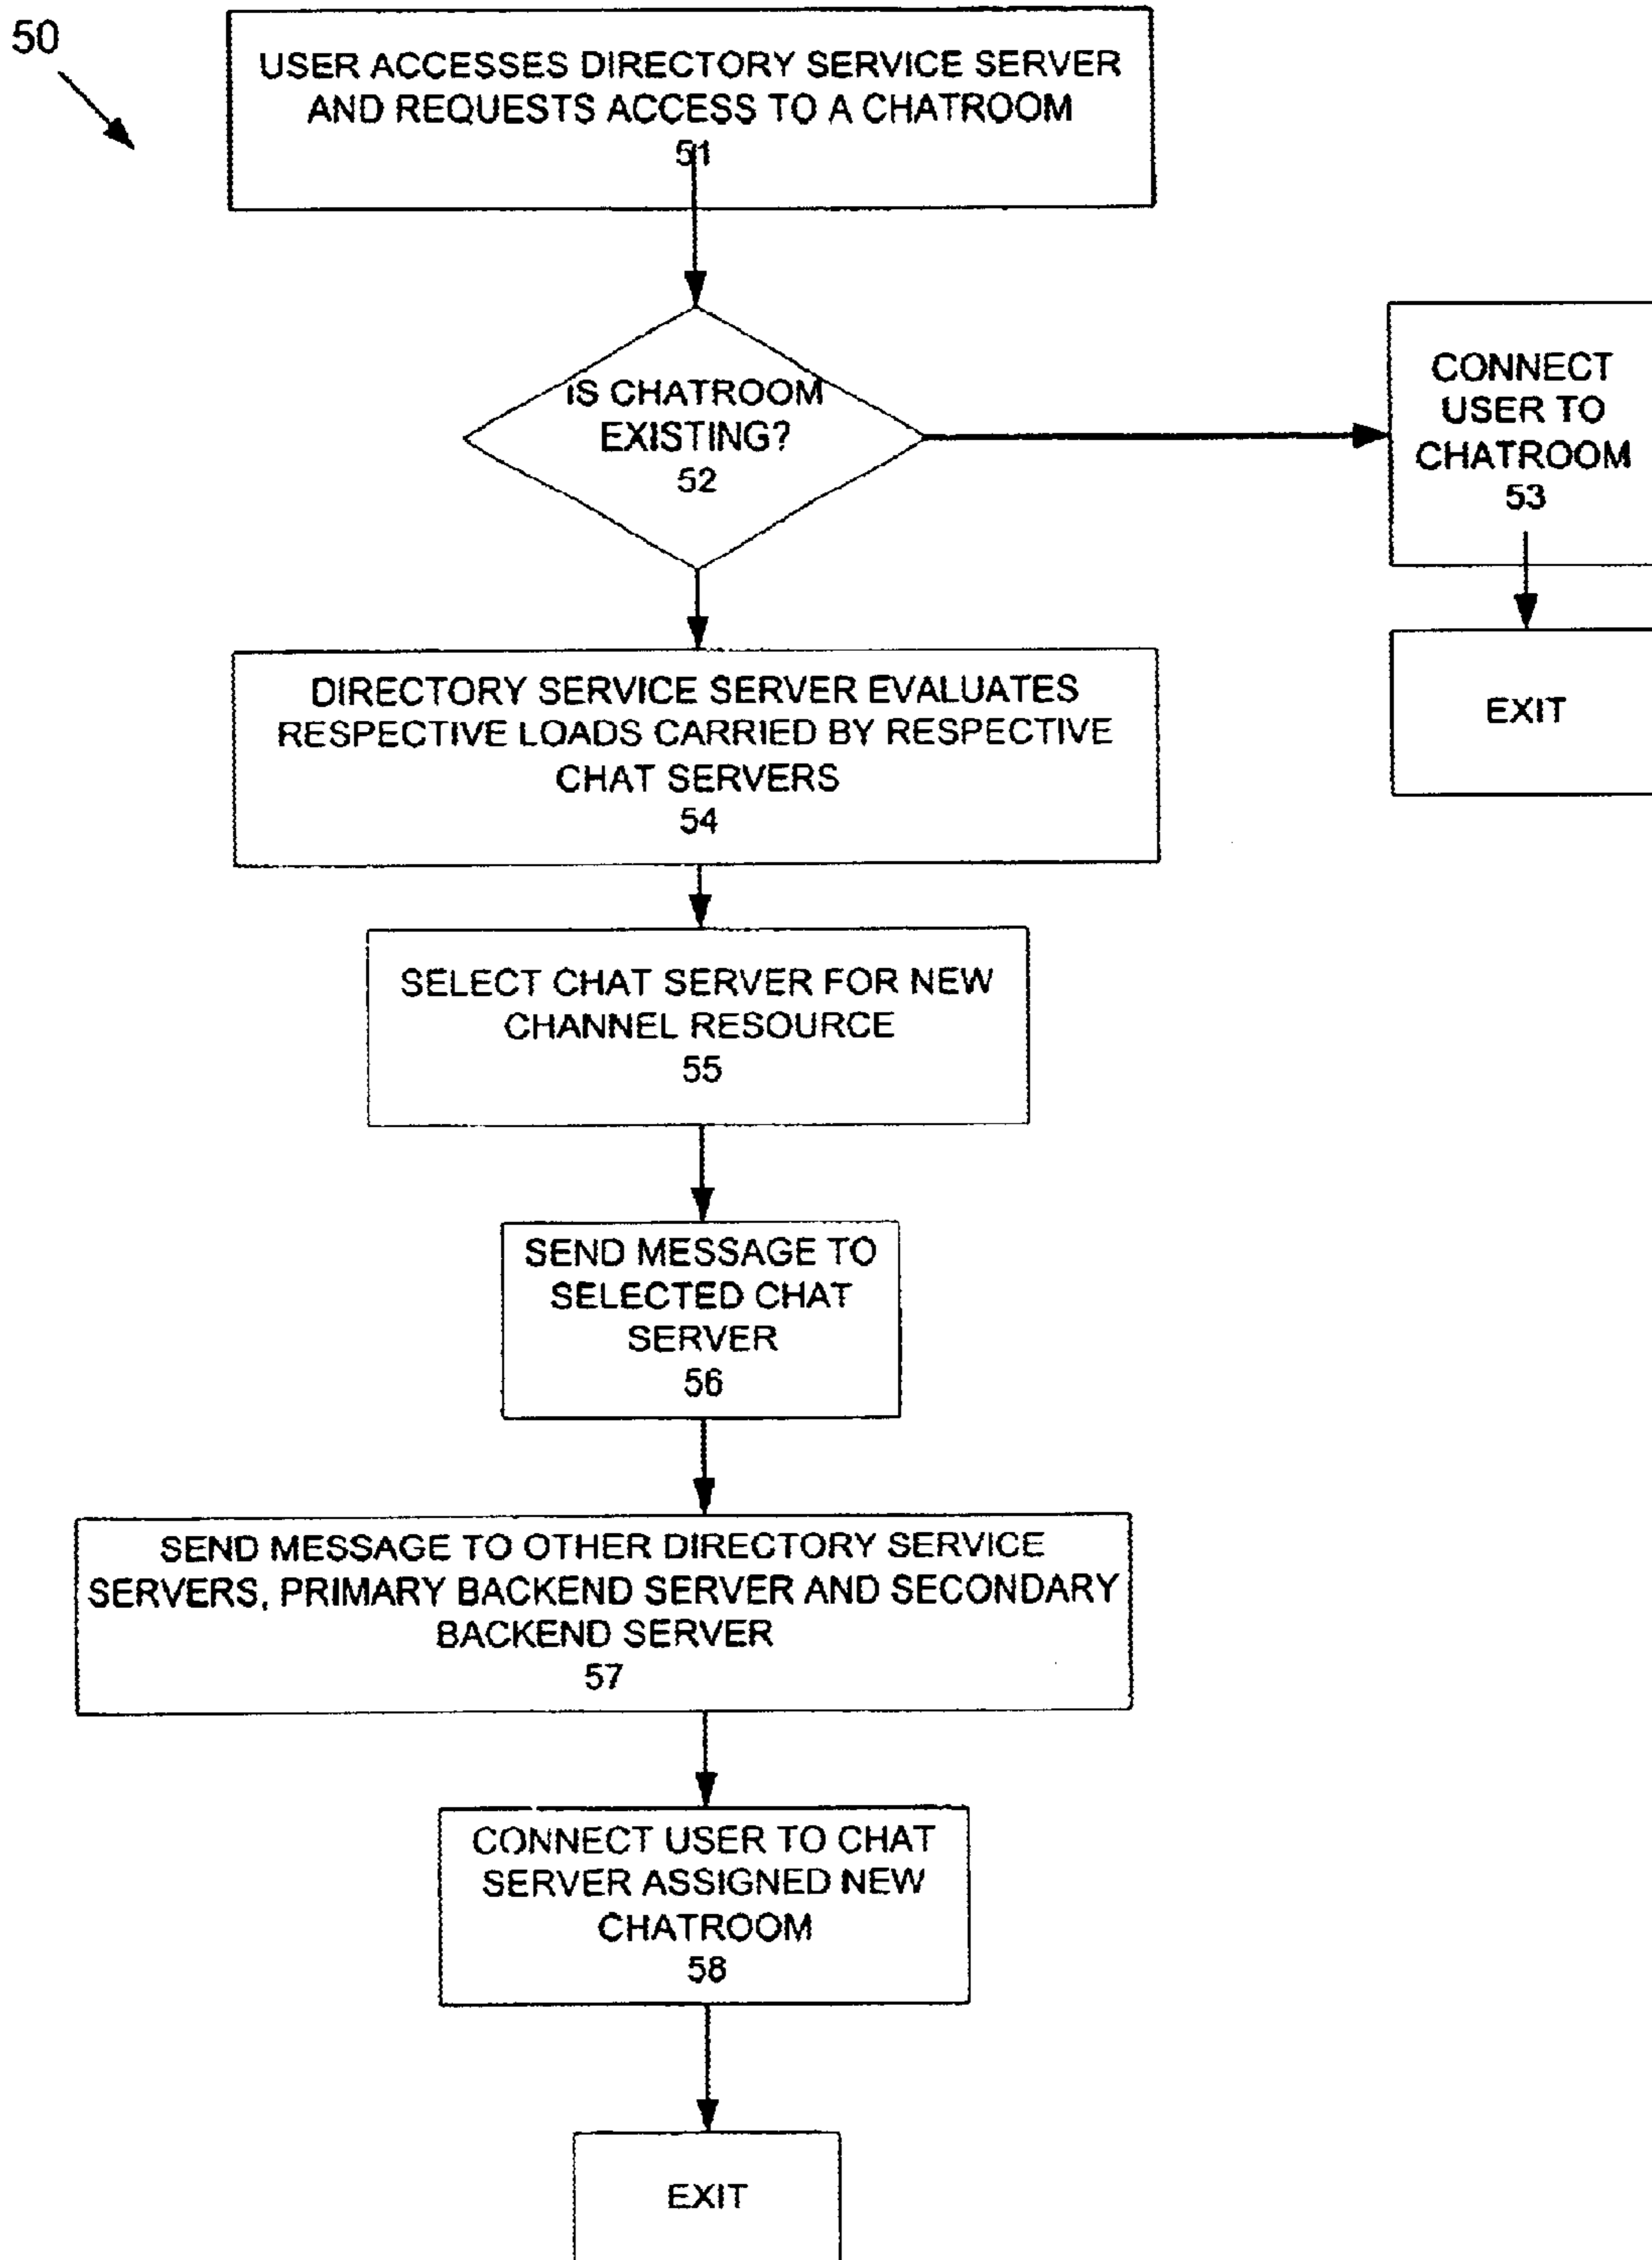 50
USER ACCESSES DIRECTORY SERVICE SERVER
AND REQUESTS ACCESS TO A CHATROOM
51
IS CHATROOM
EXISTING?
52
CONNECT
USER TO
CHATROOM
53
EXIT
DIRECTORY SERVICE SERVER EVALUATES
RESPECTIVE LOADS CARRIED BY RESPECTIVE
CHAT SERVERS
54
SELECT CHAT SERVER FOR NEW
CHANNEL RESOURCE
55
SEND MESSAGE TO
SELECTED CHAT
SERVER
56
SEND MESSAGE TO OTHER DIRECTORY SERVICE
SERVERS, PRIMARY BACKEND SERVER AND SECONDARY
BACKEND SERVER
57
CONNECT USER TO CHAT
SERVER ASSIGNED NEW
CHATROOM
58
EXIT